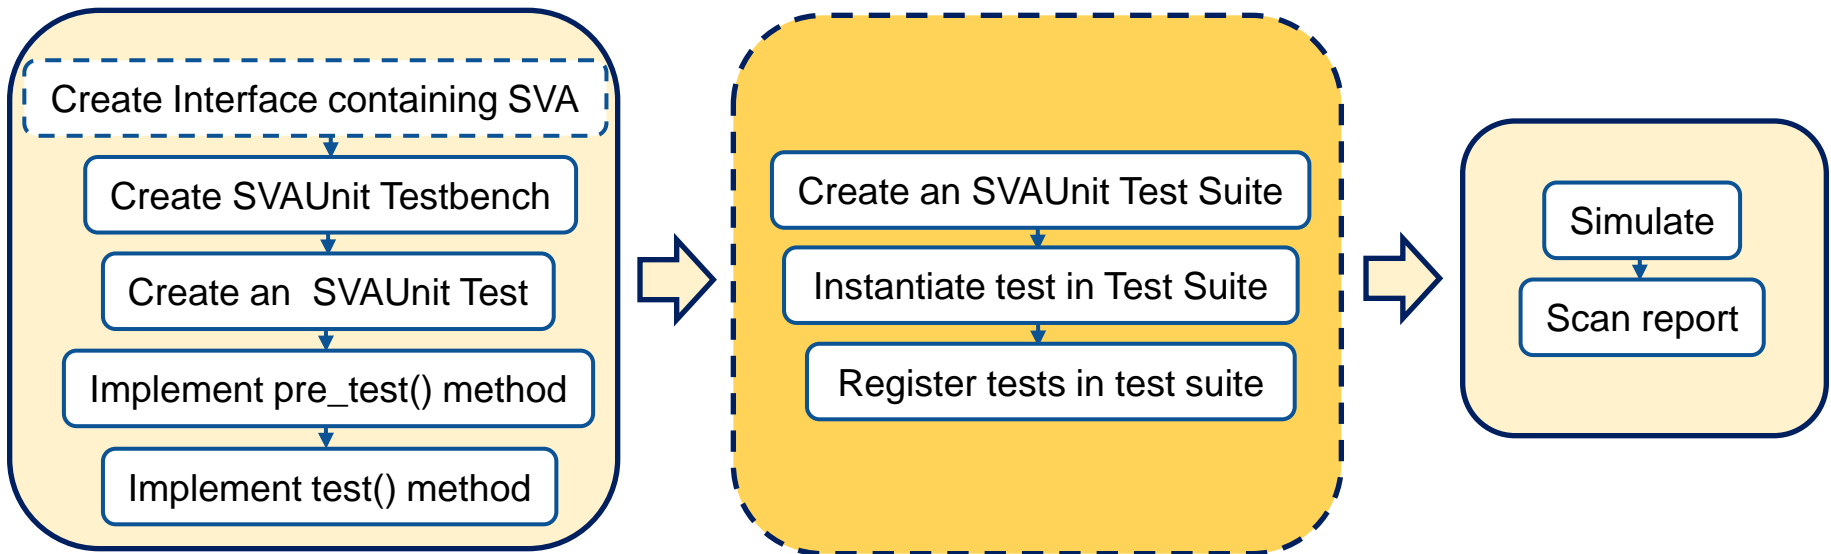 Create Interface containing SVA
Create SVAUnit Testbench
Create an  SVAUnit Test
Implement pre_test() method
Implement test() method
Create an SVAUnit Test Suite
Instantiate test in Test Suite
Register tests in test suite
Simulate
Scan report